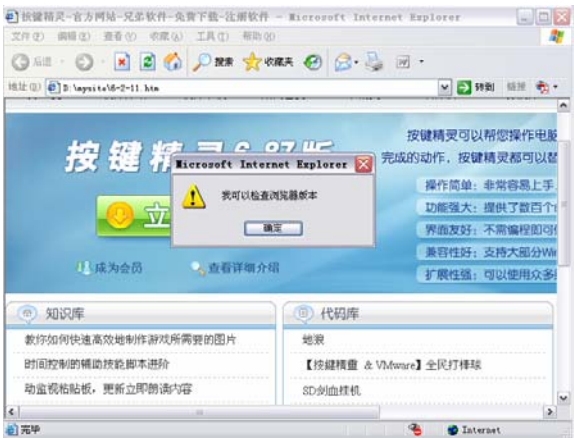 按键精灵-官方网站-兄弟软件-免费下载-注册软件 - Microsoft Internet Explorer
文件(F) 编辑(E) 查看(V) 收藏(A) 工具(T) 帮助(H)
后退 搜索 收藏夹
地址(D) D:\mysite\6-2-11.htm 转到 链接
按键精
按键精灵可以帮您操作电脑
完成的动作，按键精灵都可以替
Microsoft Internet Explorer
我可以检查浏览器版本
确定
立
操作简单：非常容易上手
功能强大：提供了数百个
界面友好：不需编程即可
兼容性好：支持大部分Win
扩展性强：可以使用众多
成为会员 查看详细介绍
知识库
教你如何快速高效地制作游戏所需要的图片
时间控制的辅助技能脚本进阶
动监视粘贴板，更新立即朗读内容
代码库
地浪
【按鍵精靈 & VMware】全民打棒球
SD剑血挂机
完毕 Internet